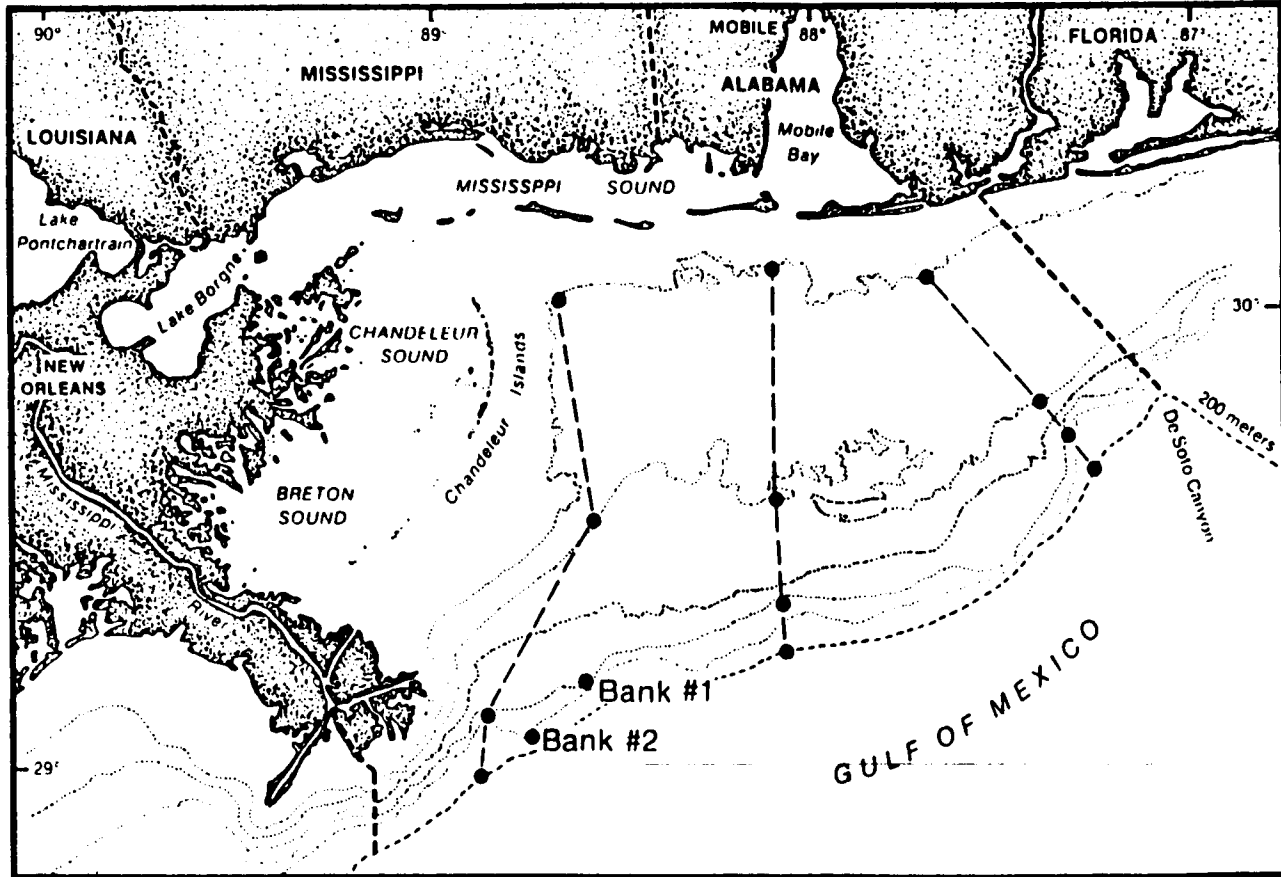 90°
89°
MOBILE
88°
FLORIDA
87°
MISSISSIPPI
ALABAMA
LOUISIANA
Mobile
Bay
MISSISSPPI SOUND
Lake
Pontchartrain
Lake Borgne
30°
CHANDELEUR
SOUND
Chandeleur Islands
NEW
ORLEANS
200 meters
De Soto Canyon
BRETON
SOUND
Mississippi
River
Bank #1
Bank #2
29°
GULF OF MEXICO